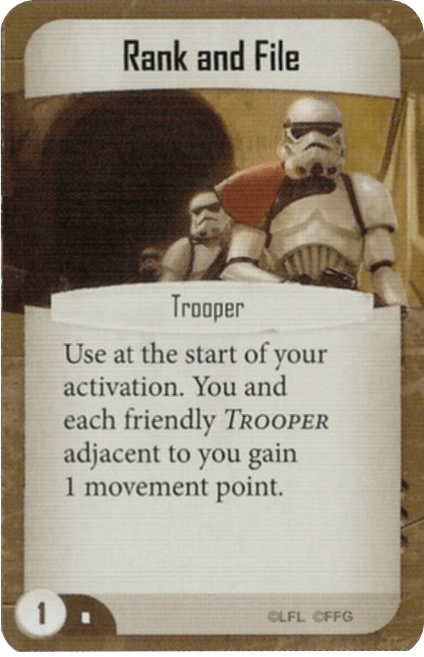 Rank and File
Trooper
Use at the start of your
activation. You and
each friendly TROOPER
adjacent to you gain
1 movement point.
1
©LFL ©FFG